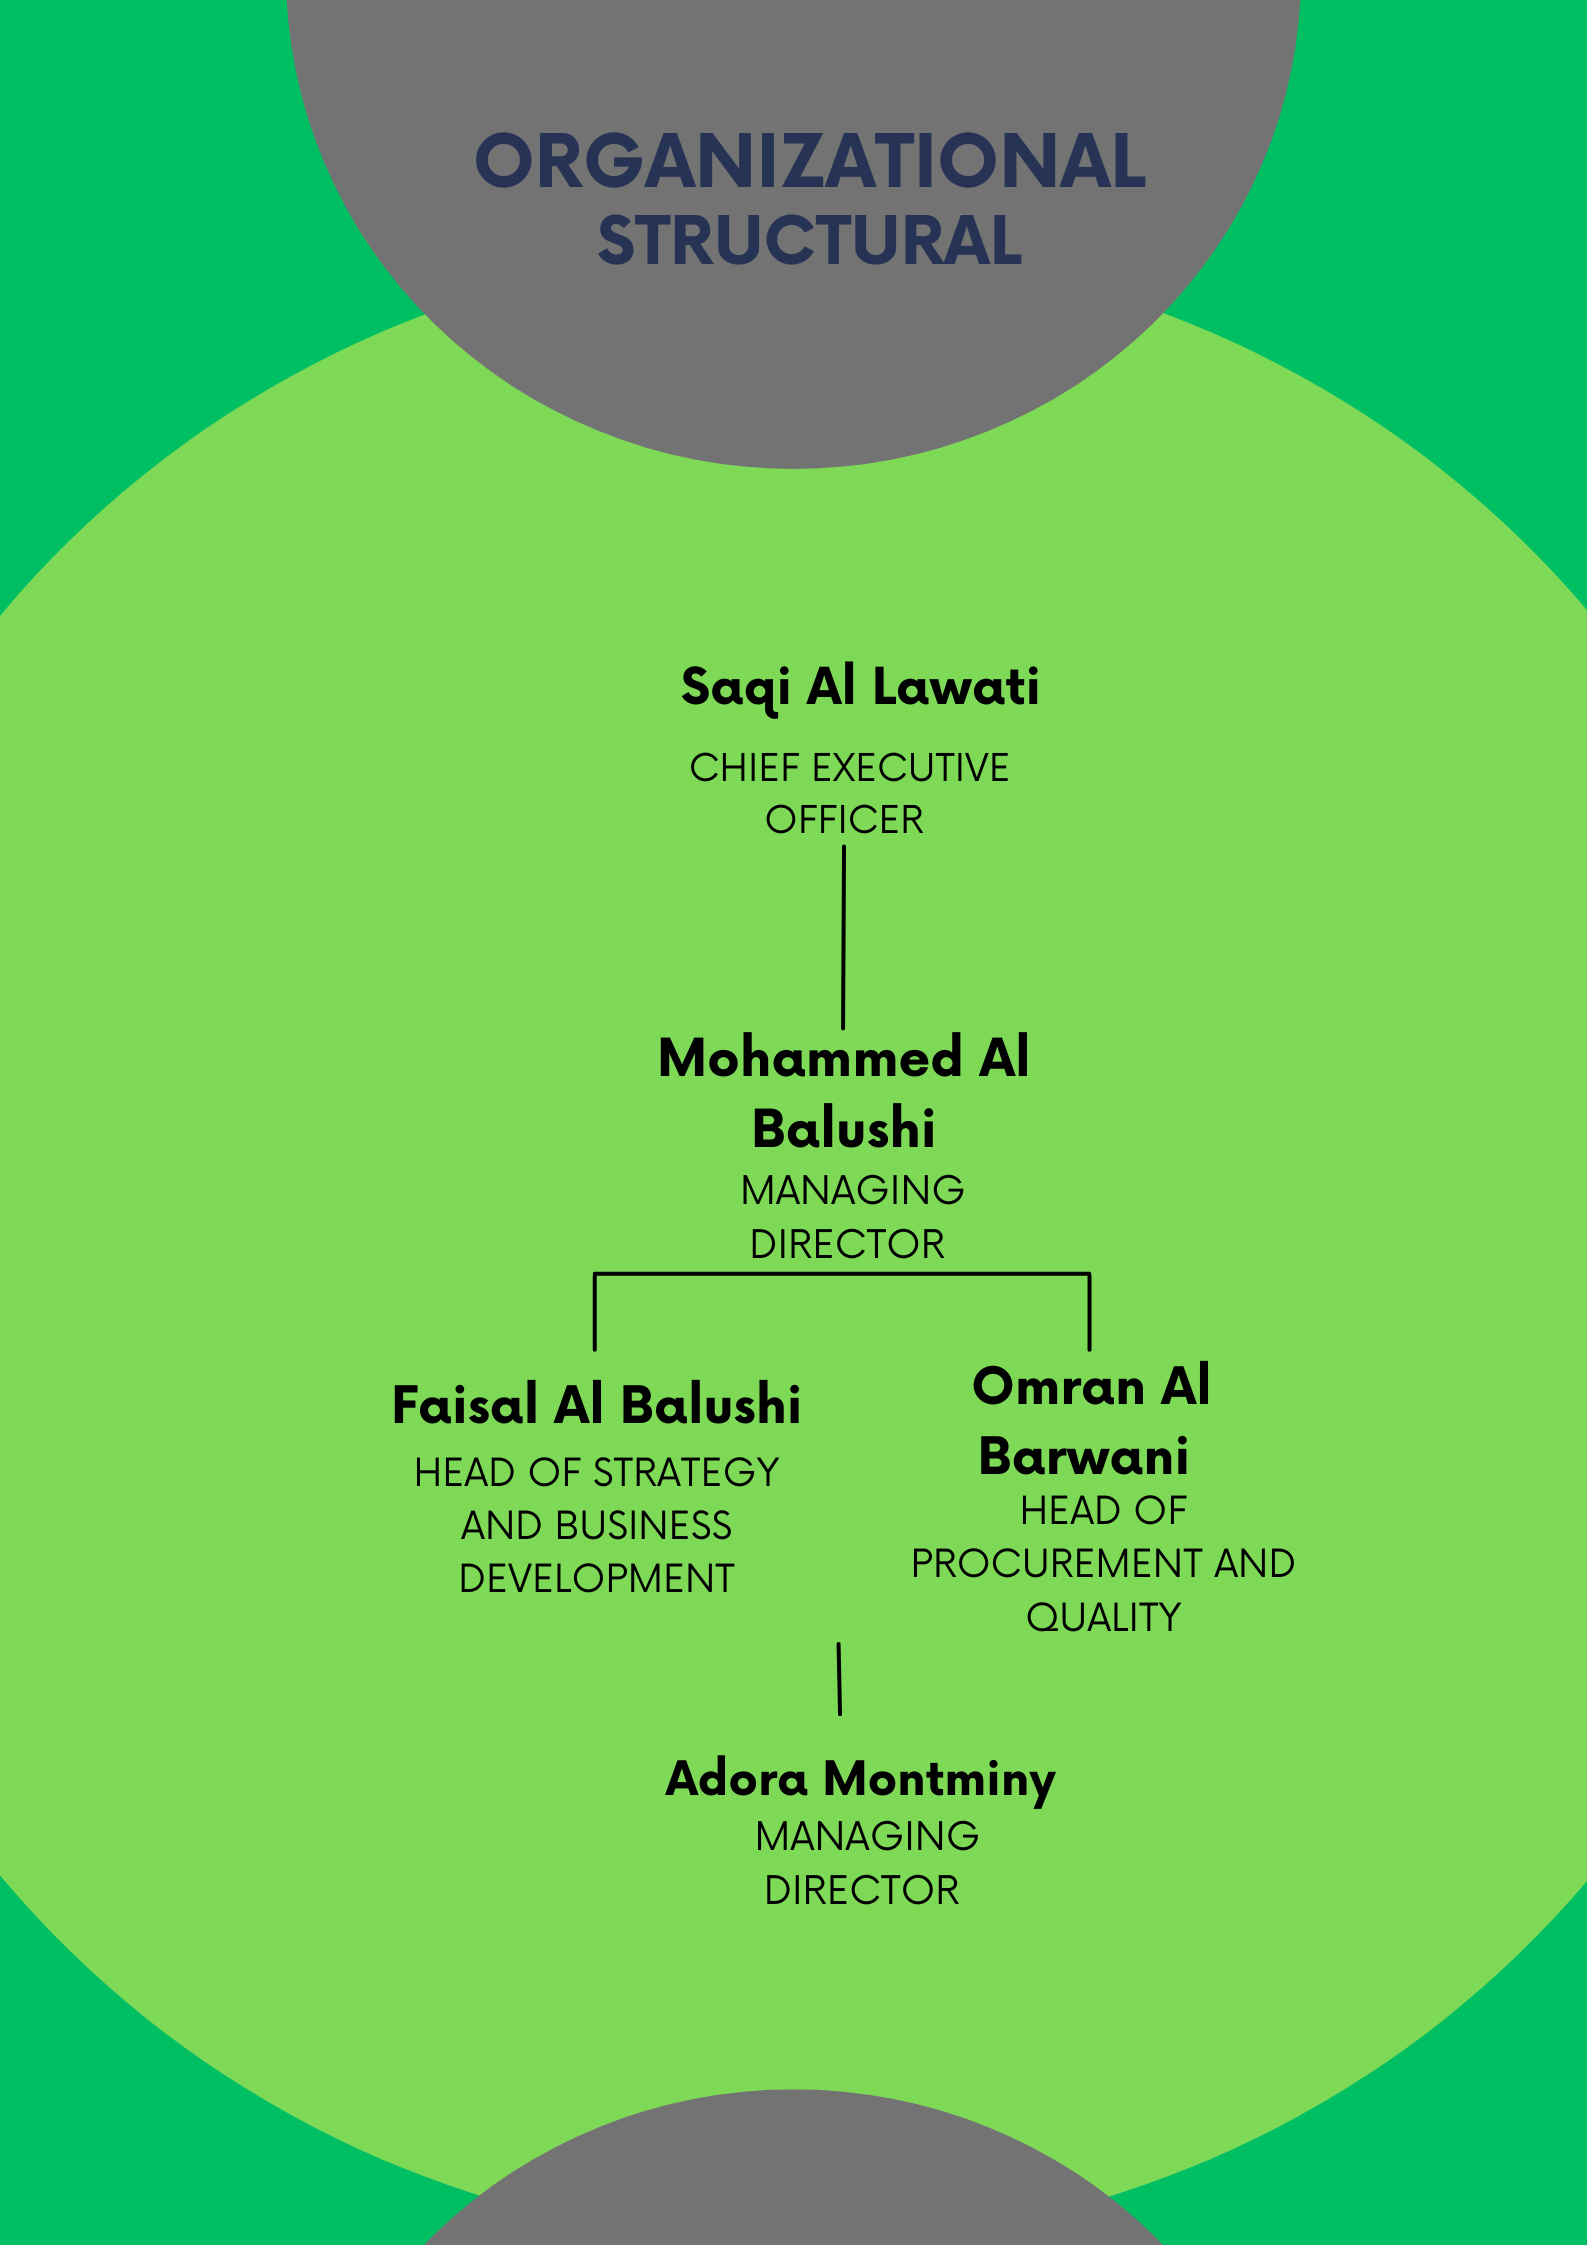 ORGANIZATIONAL
STRUCTURAL
Saqi Al Lawati
CHIEF EXECUTIVE
OFFICER
Mohammed Al
Balushi
MANAGING
DIRECTOR
Faisal Al Balushi
HEAD OF STRATEGY
AND BUSINESS
DEVELOPMENT
Omran Al
Barwani
HEAD OF
PROCUREMENT AND
QUALITY
Adora Montminy
MANAGING
DIRECTOR